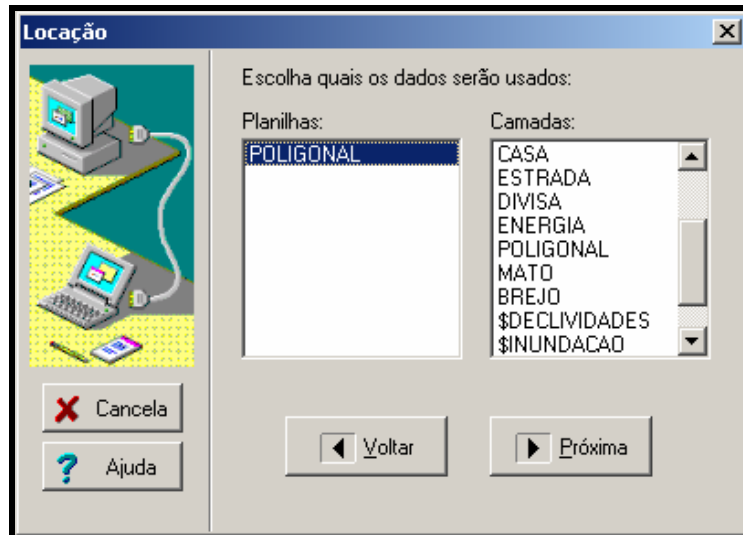 Locação
Escolha quais os dados serão usados:
Planilhas:
POLIGONAL
Camadas:
CASA
ESTRADA
DIVISA
ENERGIA
POLIGONAL
MATO
BREJO
$DECLIVIDADES
$INUNDACAO
Cancela
Ajuda
Voltar
Próxima